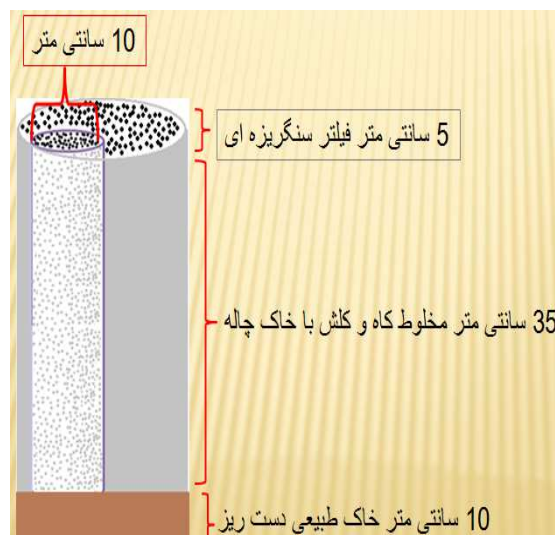 10 سانتی متر
5 سانتی متر فیلتر سنگریزه ای
35 سانتی متر مخلوط کاه و کلش با خاک چاله
10 سانتی متر خاک طبیعی دست ریز